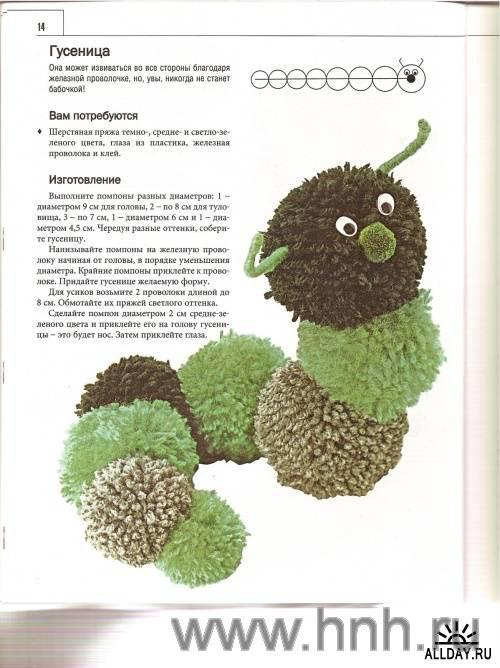 14
Гусеница
Она может извиваться во все стороны благодаря
железной проволочке, но, увы, никогда не станет
бабочкой!
Вам потребуются
♦ Шерстяная пряжа темно-, средне- и светло-зе-
леного цвета, глаза из пластика, железная
проволока и клей.
Изготовление
Выполните помпоны разных диаметров: 1 –
диаметром 9 см для головы, 2 – по 8 см для туло-
вища, 3 – по 7 см, 1 – диаметром 6 см и 1 – диа-
метром 4,5 см. Чередуя разные оттенки, собери-
те гусеницу.
Нанизывайте помпоны на железную прово-
локу начиная от головы, в порядке уменьшения
диаметра. Крайние помпоны приклейте к прово-
локе. Придайте гусенице желаемую форму.
Для усиков возьмите 2 проволоки длиной до
8 см. Обмотайте их пряжей светлого оттенка.
Сделайте помпон диаметром 2 см средне-зе-
леного цвета и приклейте его на голову гусени-
цы – это будет нос. Затем приклейте глаза.
www.hnh.ru
ALLDAY.RU